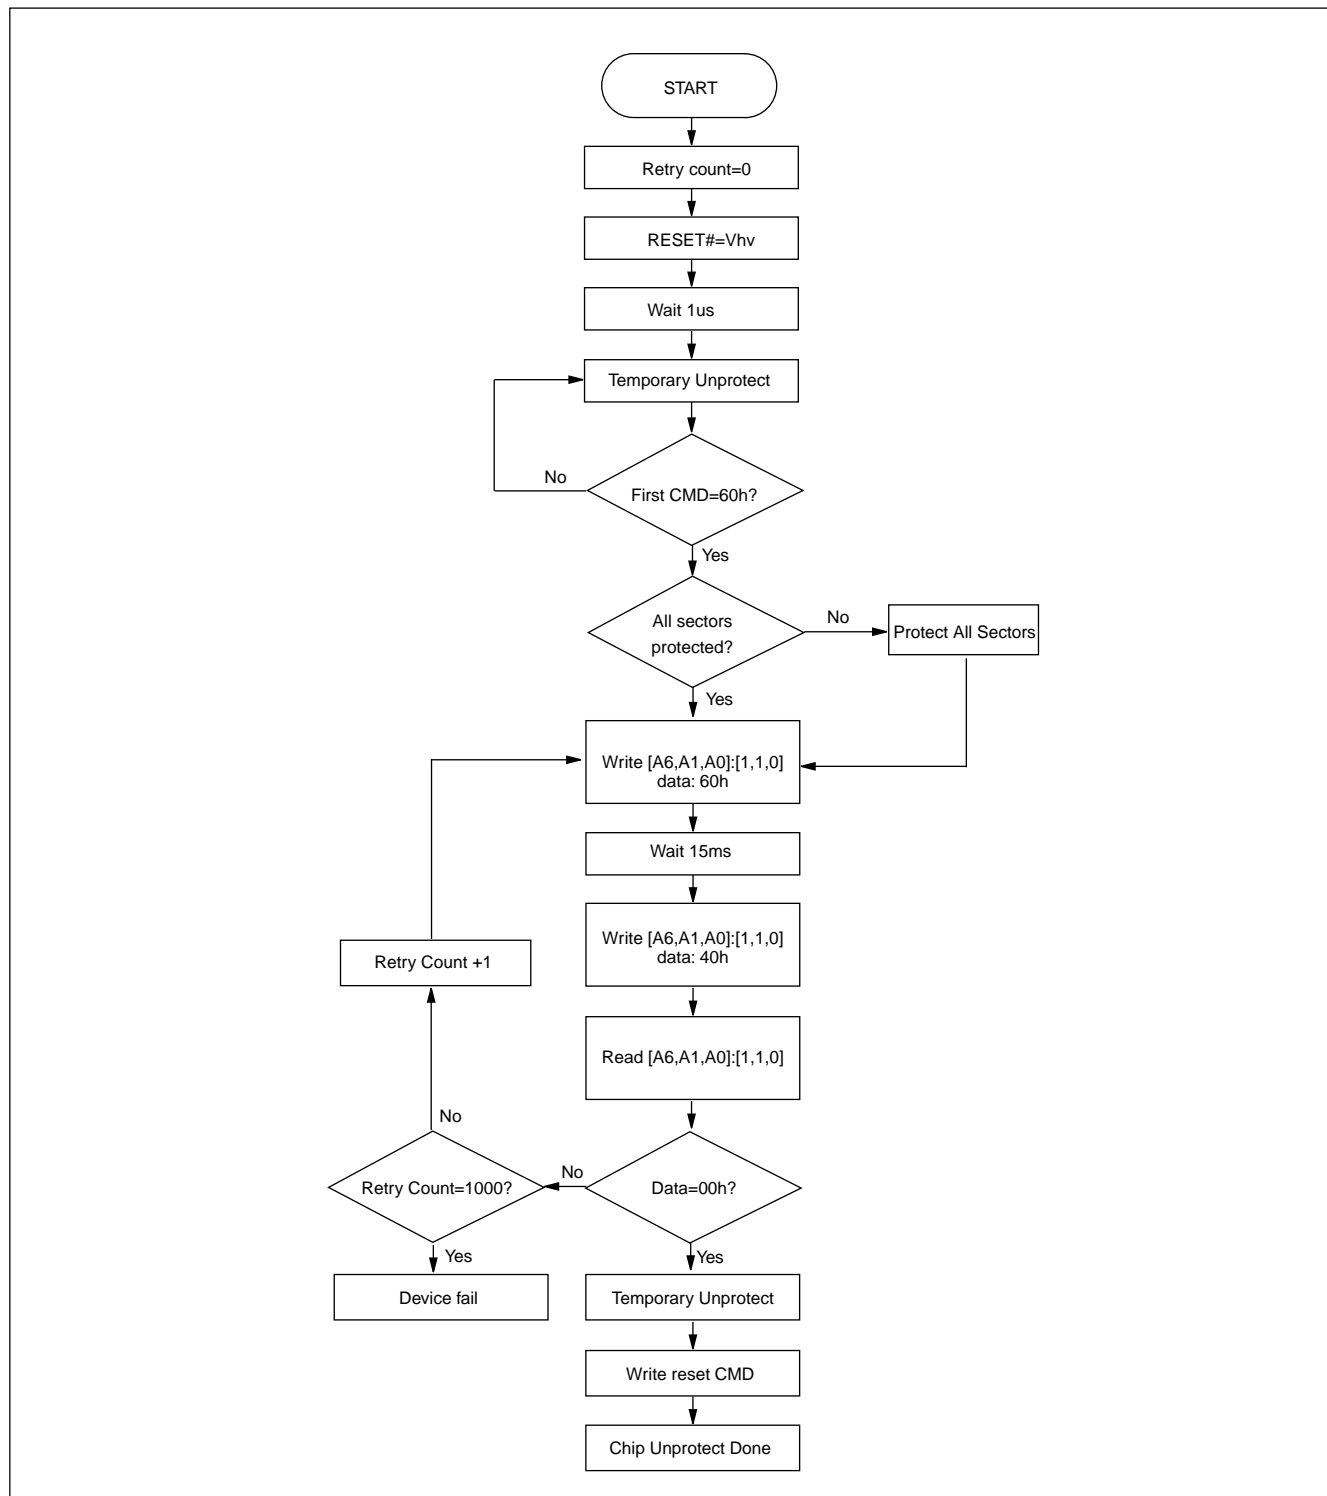 START
Retry count=0
RESET#=Vhv
Wait 1us
Temporary Unprotect
No
First CMD=60h?
Yes
All sectors
protected?
No
Protect All Sectors
Yes
Write [A6,A1,A0]:[1,1,0]
data: 60h
Wait 15ms
Write [A6,A1,A0]:[1,1,0]
data: 40h
Retry Count +1
Read [A6,A1,A0]:[1,1,0]
No
Retry Count=1000?
No
Data=00h?
Yes
Yes
Device fail
Temporary Unprotect
Write reset CMD
Chip Unprotect Done